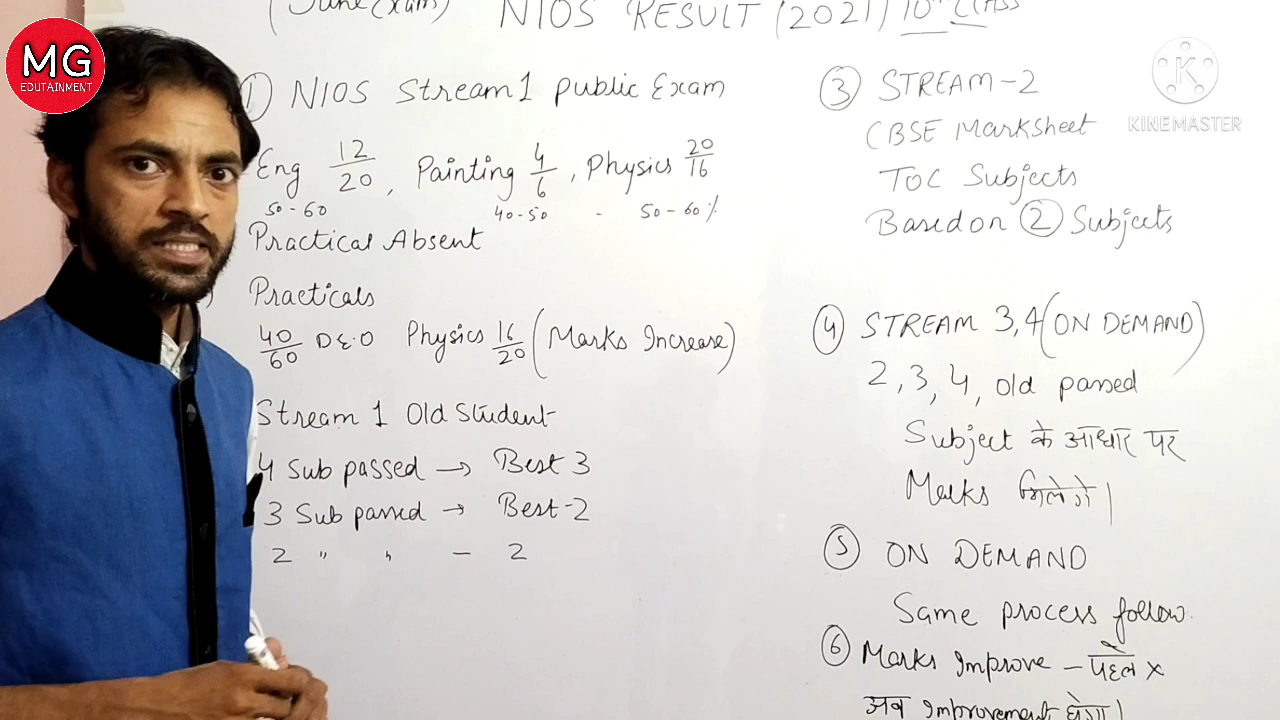 MG
EDUTAINMENT
KINEMASTER
(June Exam) NIOS RESULT (2021) 10th Class
① NIOS Stream 1 Public Exam
Eng 12/20, Painting 4/6, Physics 20/16
50-60 40-50 - 50-60%
Practical Absent
Practicals
40/60 D.E.O Physics 16/20 (Marks Increase)
Stream 1 Old Student
4 Sub passed → Best 3
3 Sub passed → Best-2
2 " " - 2
③ STREAM-2
CBSE Marksheet
TOC Subjects
Based on ② Subjects
④ STREAM 3,4 (ON DEMAND)
2, 3, 4, old passed
Subject के आधार पर
Marks मिलेगे।
⑤ ON DEMAND
Same process follow.
⑥ Marks Improve - पहले ×
अब improvement होगा।